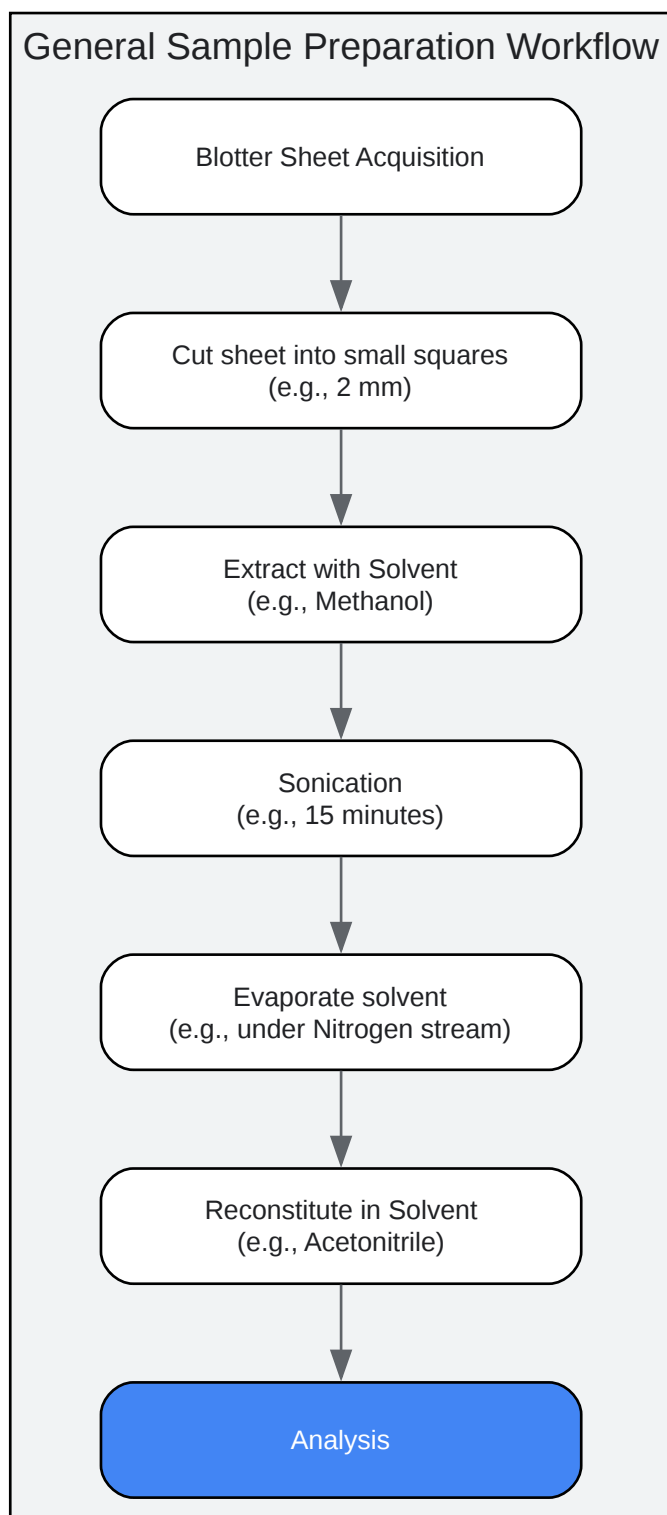 General Sample Preparation Workflow
Blotter Sheet Acquisition
Cut sheet into small squares
(e.g., 2 mm)
Extract with Solvent
(e.g., Methanol)
Sonication
(e.g., 15 minutes)
Evaporate solvent
(e.g., under Nitrogen stream)
Reconstitute in Solvent
(e.g., Acetonitrile)
Analysis